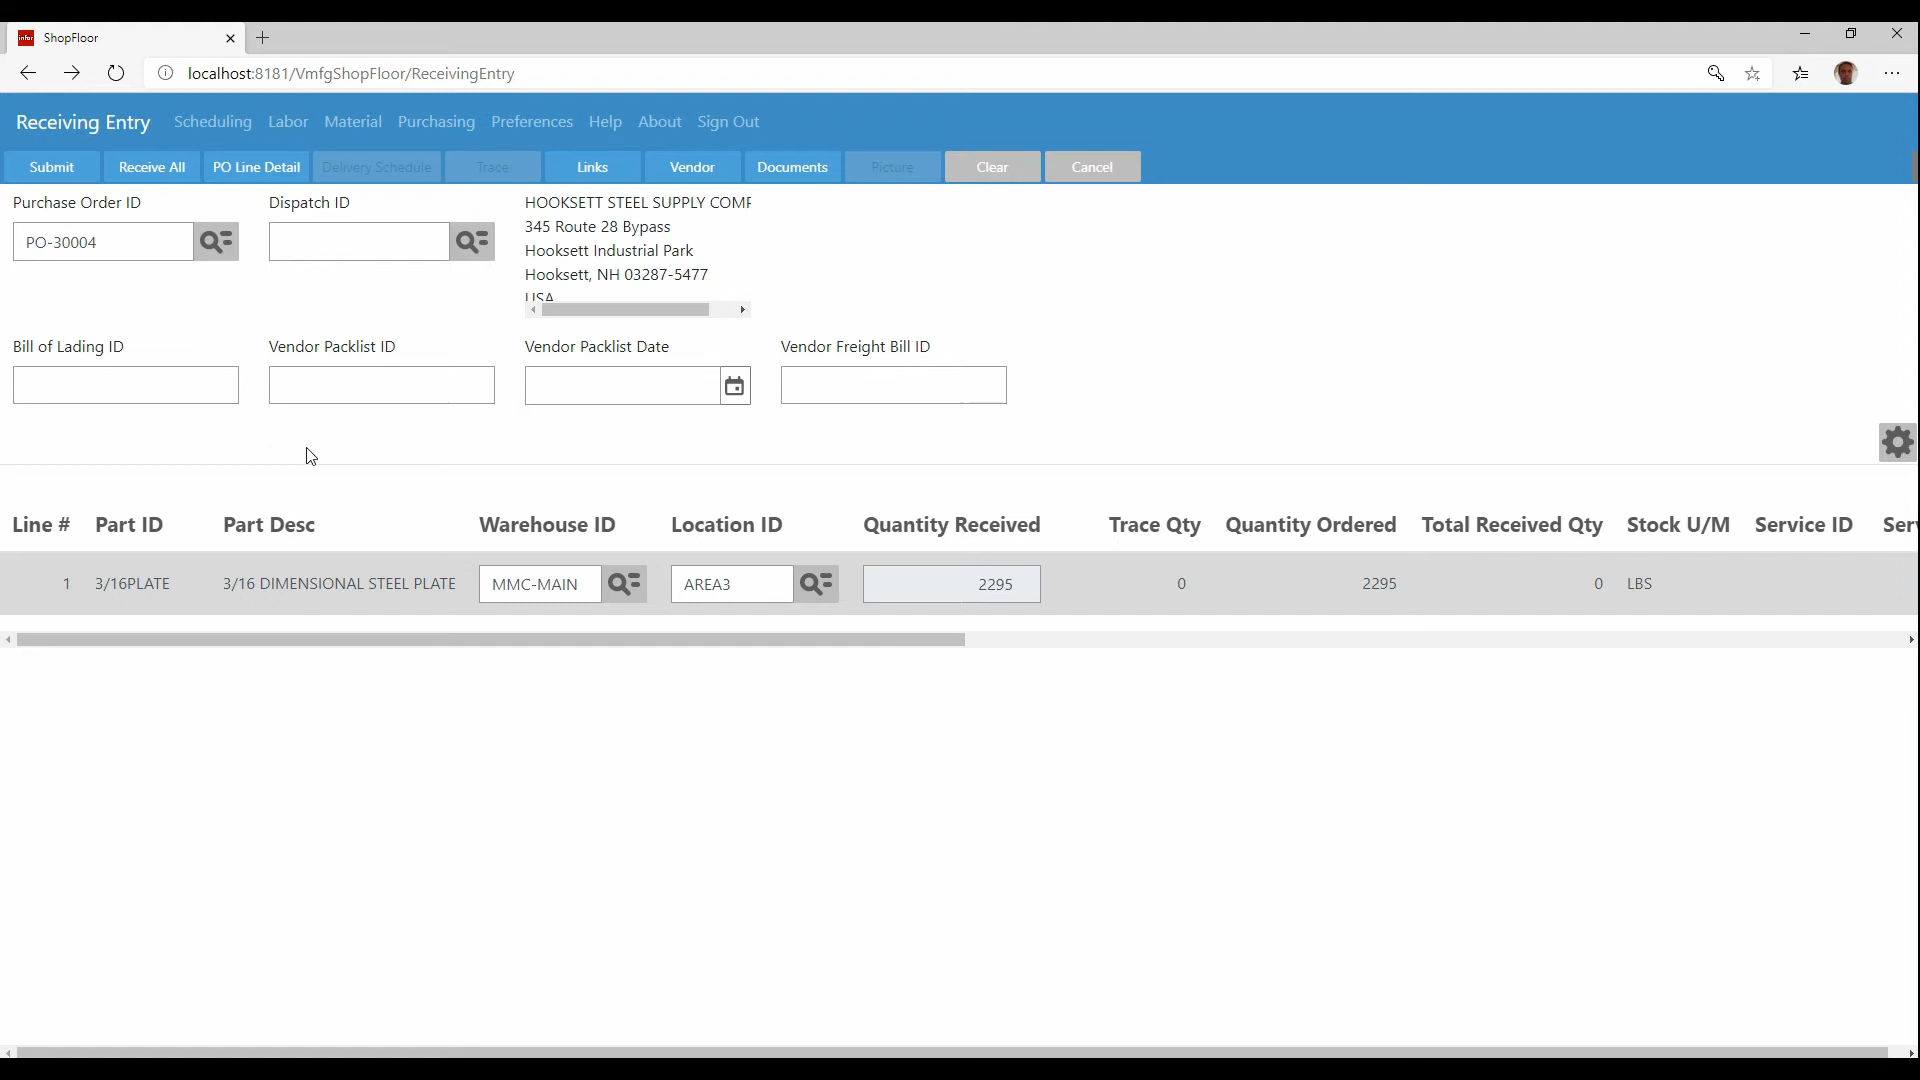 infor ShopFloor
localhost:8181/VmfgShopFloor/ReceivingEntry
Receiving Entry Scheduling Labor Material Purchasing Preferences Help About Sign Out
Submit Receive All PO Line Detail Delivery Schedule Trace Links Vendor Documents Picture Clear Cancel
Purchase Order ID Dispatch ID HOOKSETT STEEL SUPPLY COMP
345 Route 28 Bypass
PO-30004
Hooksett Industrial Park
Hooksett, NH 03287-5477
USA
Bill of Lading ID Vendor Packlist ID Vendor Packlist Date Vendor Freight Bill ID
Line # Part ID Part Desc Warehouse ID Location ID Quantity Received Trace Qty Quantity Ordered Total Received Qty Stock U/M Service ID Serv
1 3/16PLATE 3/16 DIMENSIONAL STEEL PLATE MMC-MAIN AREA3 2295 0 2295 0 LBS